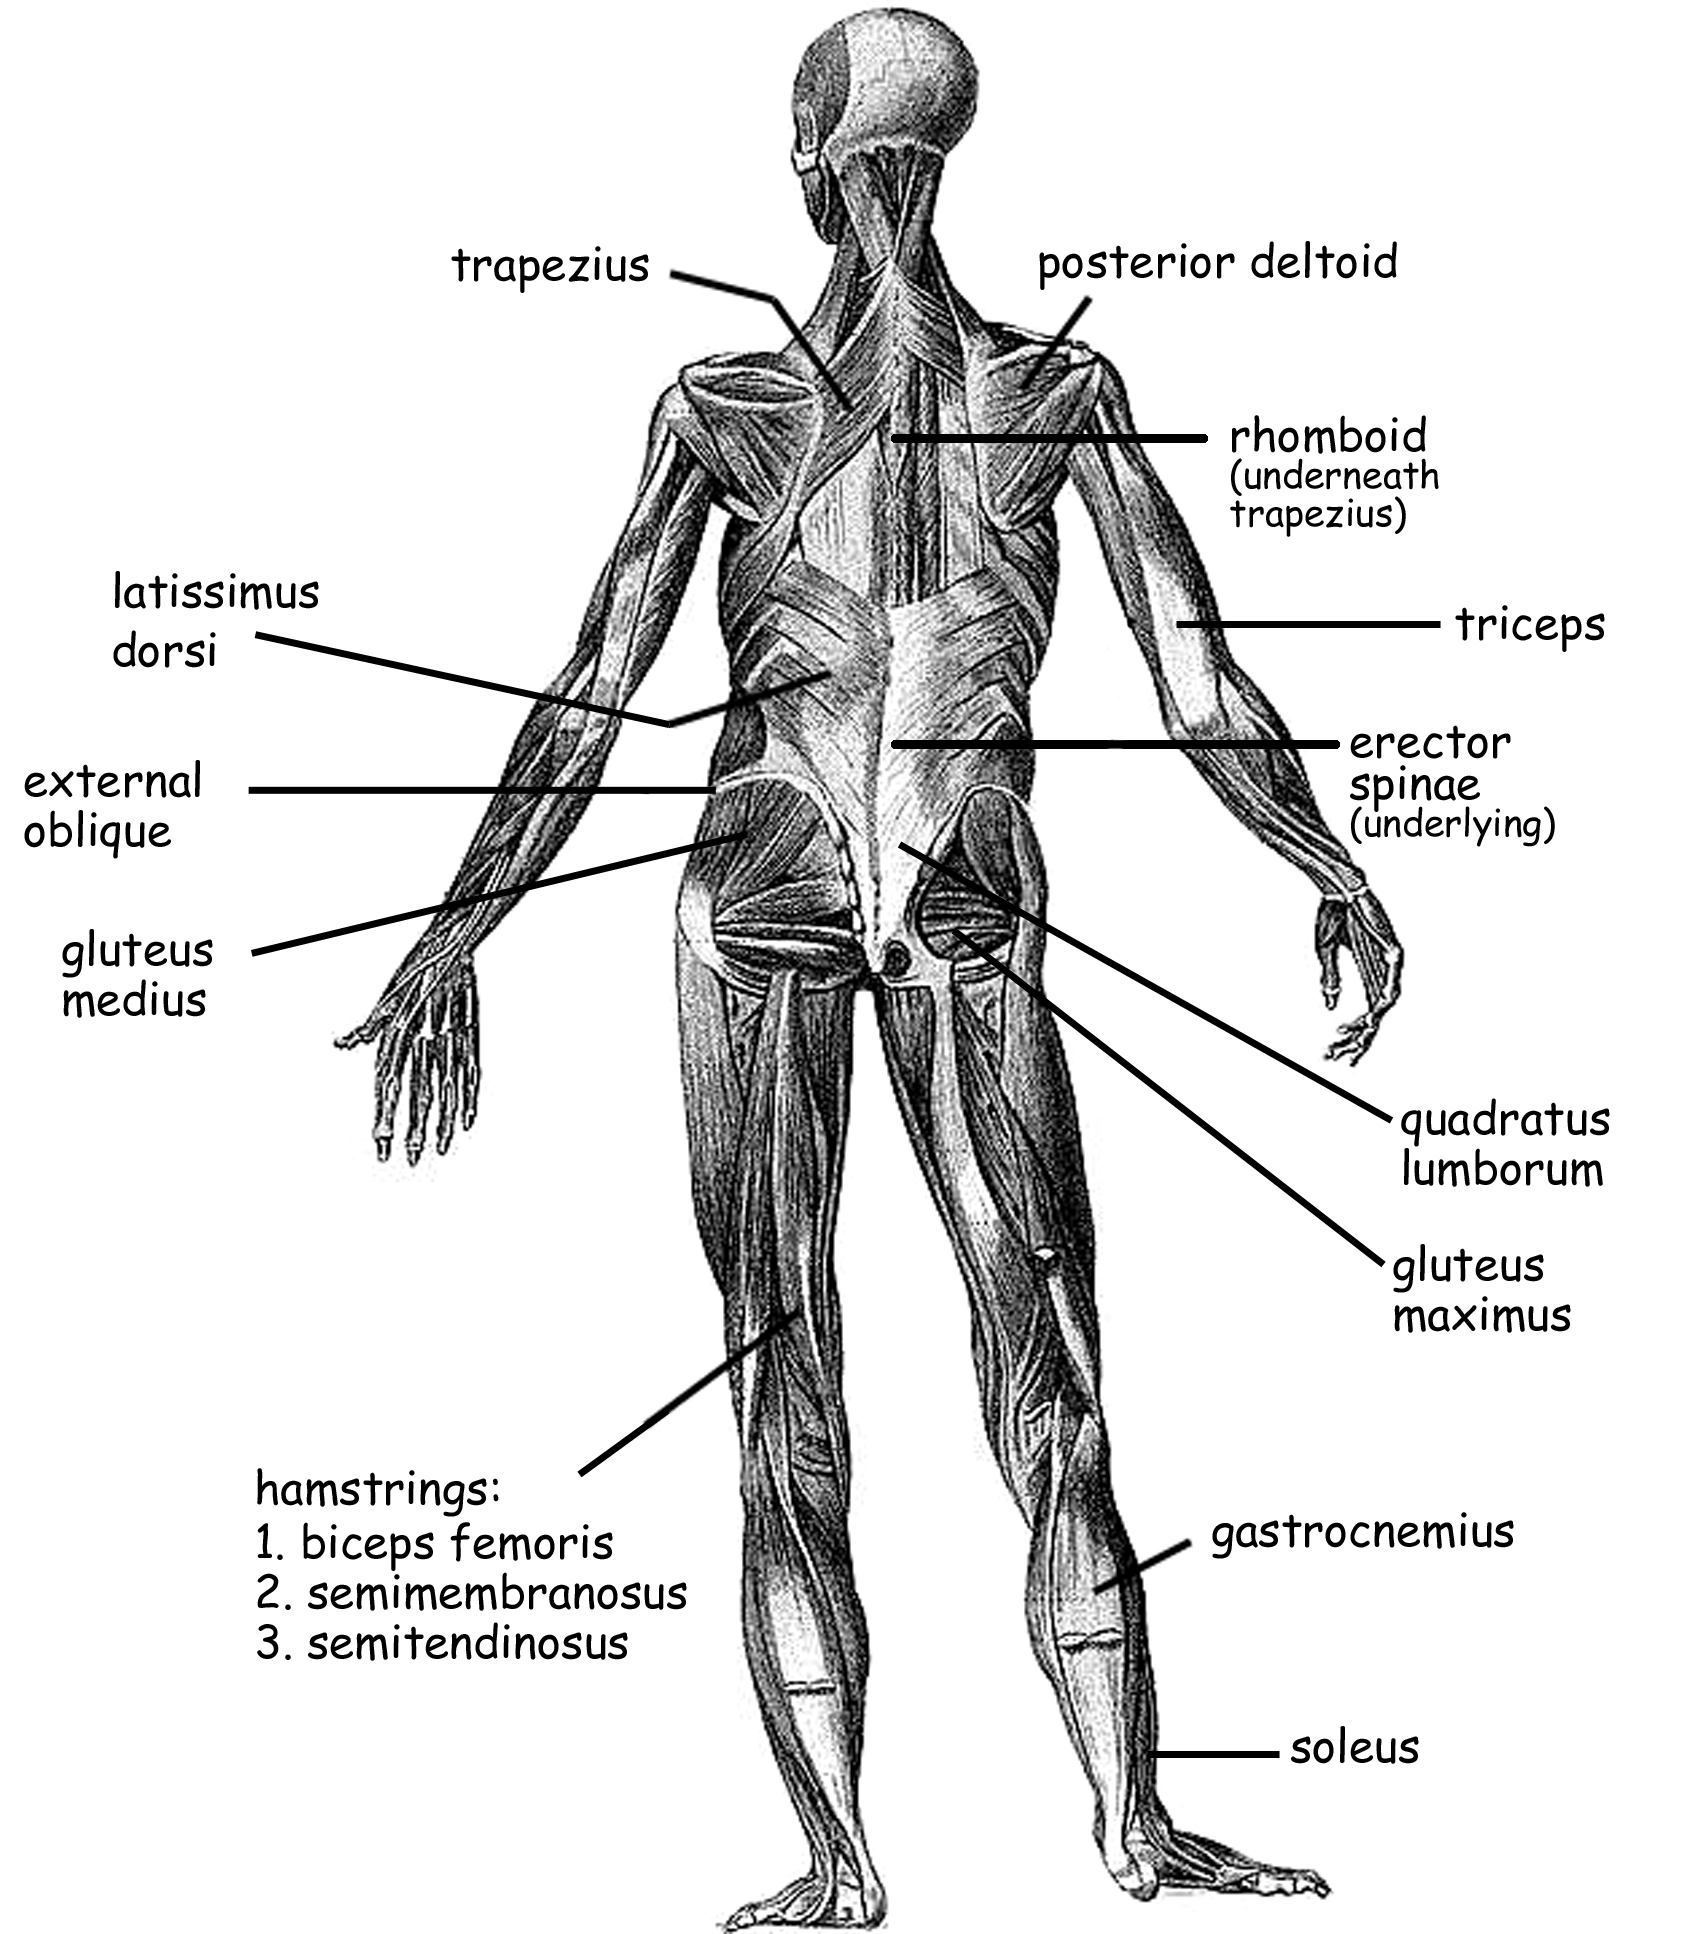 trapezius
posterior deltoid
rhomboid
(underneath
trapezius)
latissimus
dorsi
triceps
erector
spinae
(underlying)
external
oblique
gluteus
medius
quadratus
lumborum
gluteus
maximus
hamstrings:
1. biceps femoris
2. semimembranosus
3. semitendinosus
gastrocnemius
soleus